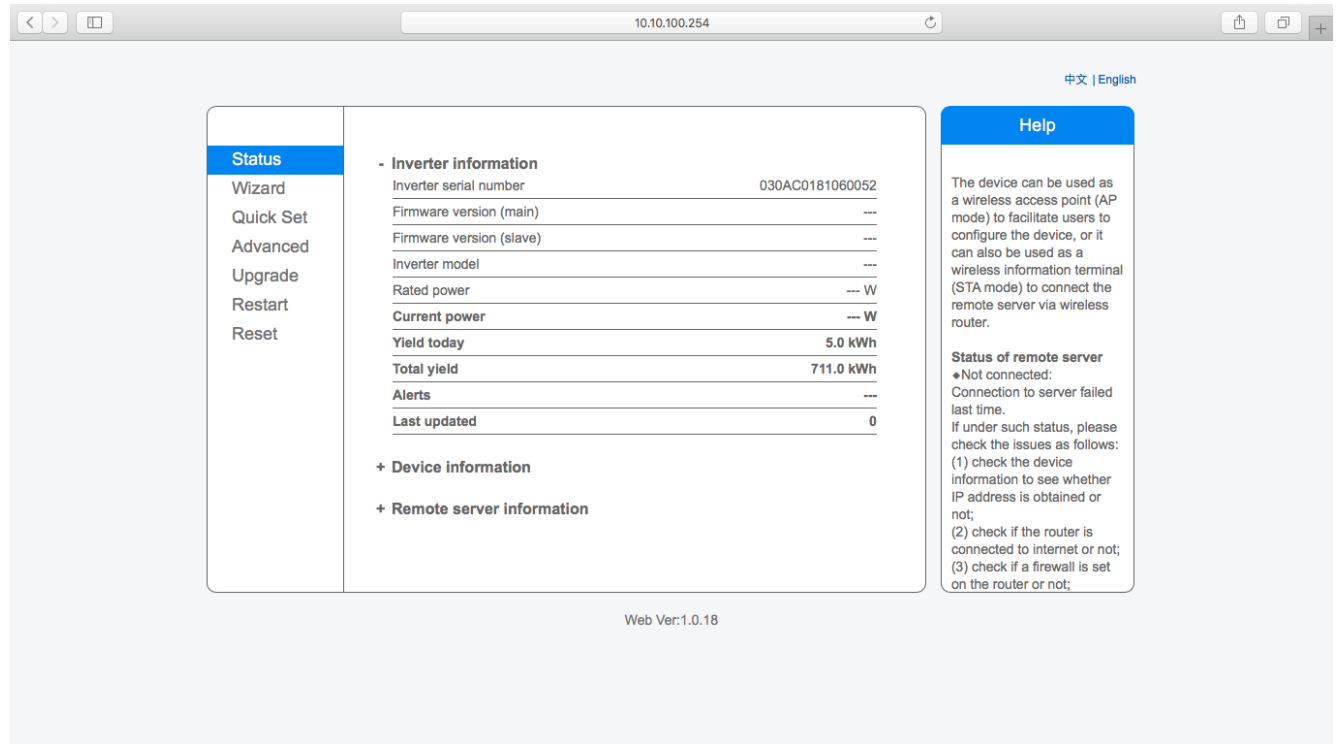 10.10.100.254
中文 | English
Status
Wizard
Quick Set
Advanced
Upgrade
Restart
Reset
- Inverter information
Inverter serial number 030AC0181060052
Firmware version (main) ---
Firmware version (slave) ---
Inverter model ---
Rated power --- W
Current power --- W
Yield today 5.0 kWh
Total yield 711.0 kWh
Alerts ---
Last updated 0
+ Device information
+ Remote server information
Help
The device can be used as
a wireless access point (AP
mode) to facilitate users to
configure the device, or it
can also be used as a
wireless information terminal
(STA mode) to connect the
remote server via wireless
router.
Status of remote server
◆Not connected:
Connection to server failed
last time.
If under such status, please
check the issues as follows:
(1) check the device
information to see whether
IP address is obtained or
not;
(2) check if the router is
connected to internet or not;
(3) check if a firewall is set
on the router or not;
Web Ver:1.0.18